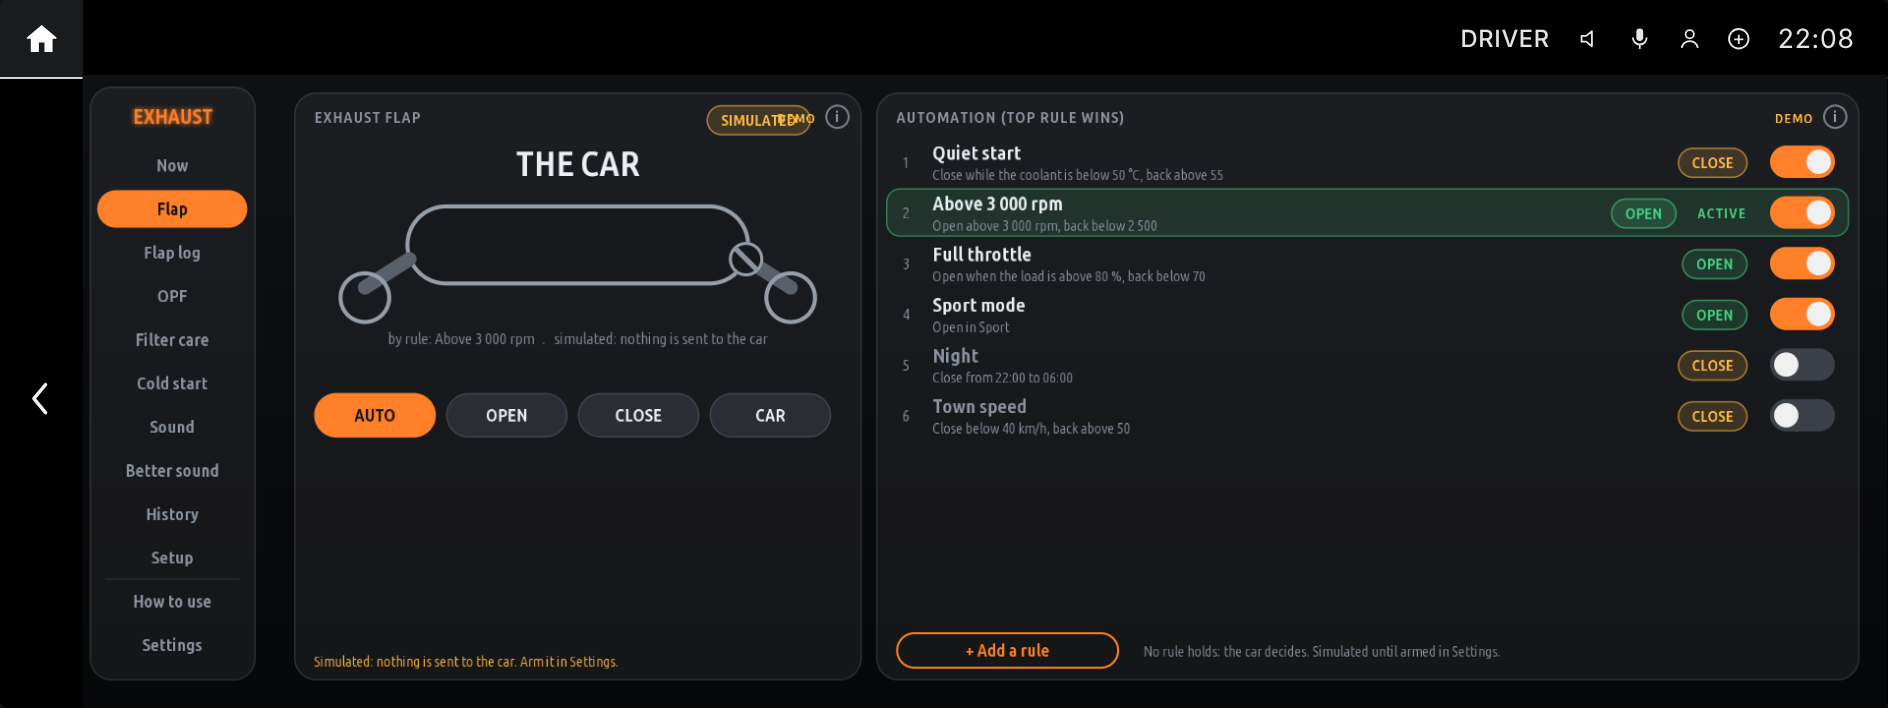 DRIVER 22:08
EXHAUST
Now
Flap
Flap log
OPF
Filter care
Cold start
Sound
Better sound
History
Setup
How to use
Settings
EXHAUST FLAP
SIMULATED DEMO i
THE CAR
by rule: Above 3 000 rpm . simulated: nothing is sent to the car
AUTO OPEN CLOSE CAR
Simulated: nothing is sent to the car. Arm it in Settings.
AUTOMATION (TOP RULE WINS) DEMO i
1 Quiet start CLOSE
Close while the coolant is below 50 °C, back above 55
2 Above 3 000 rpm OPEN ACTIVE
Open above 3 000 rpm, back below 2 500
3 Full throttle OPEN
Open when the load is above 80 %, back below 70
4 Sport mode OPEN
Open in Sport
5 Night CLOSE
Close from 22:00 to 06:00
6 Town speed CLOSE
Close below 40 km/h, back above 50
+ Add a rule No rule holds: the car decides. Simulated until armed in Settings.